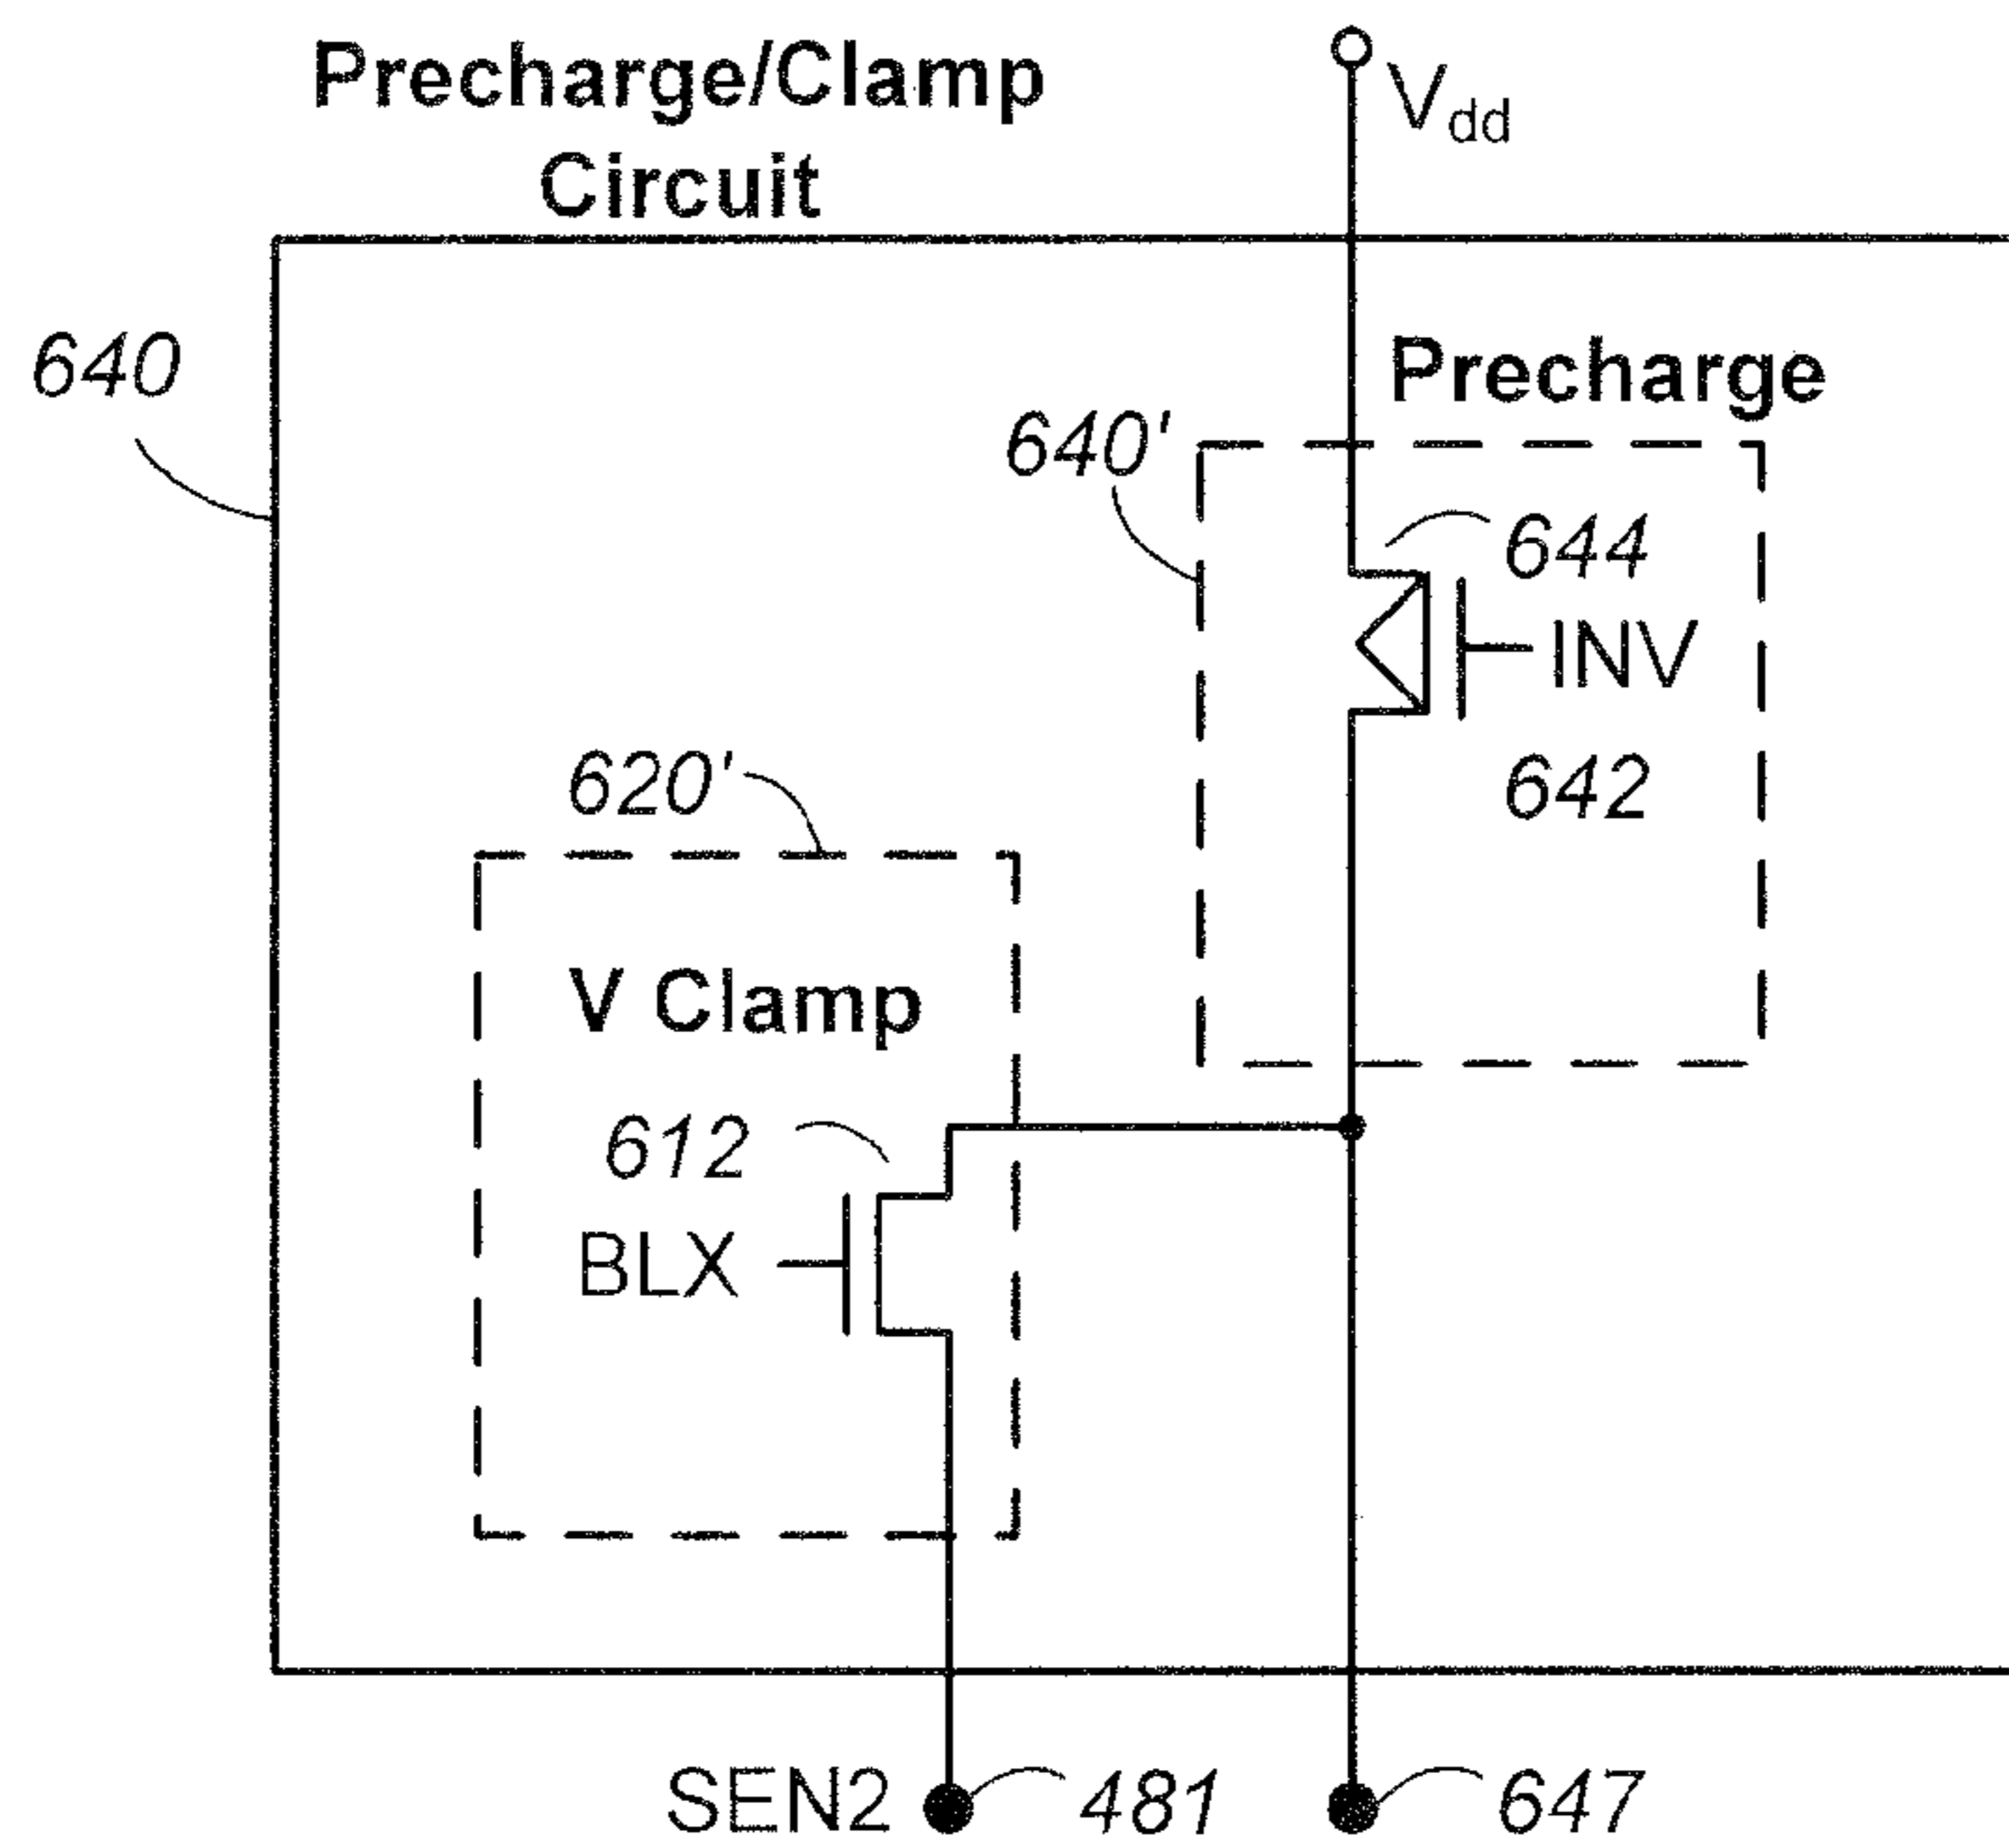 Precharge/Clamp
Circuit
Vdd
640
Precharge
640'
644
INV
642
620'
V Clamp
612
BLX
SEN2
481
647